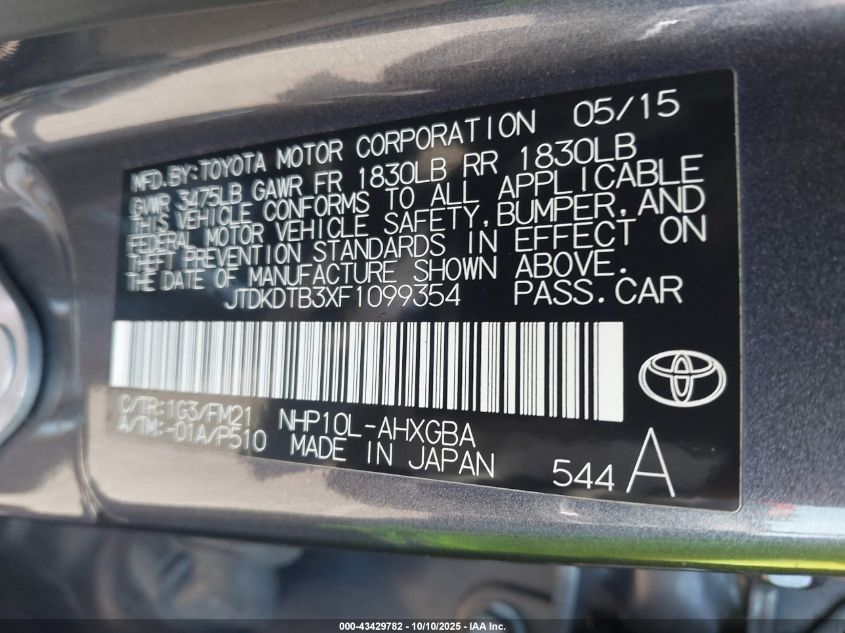 MFD.BY:TOYOTA MOTOR CORPORATION 05/15
GVWR 3475LB GAWR FR 1830LB RR 1830LB
THIS VEHICLE CONFORMS TO ALL APPLICABLE
FEDERAL MOTOR VEHICLE SAFETY,BUMPER,AND
THEFT PREVENTION STANDARDS IN EFFECT ON
THE DATE OF MANUFACTURE SHOWN ABOVE.
JTDKDTB3XF1099354 PASS.CAR
C/TR:1G3/FM21 NHP10L-AHXGBA
A/TM:-01A/P510 MADE IN JAPAN
544 A
000-43429782 - 10/10/2025 - IAA Inc.